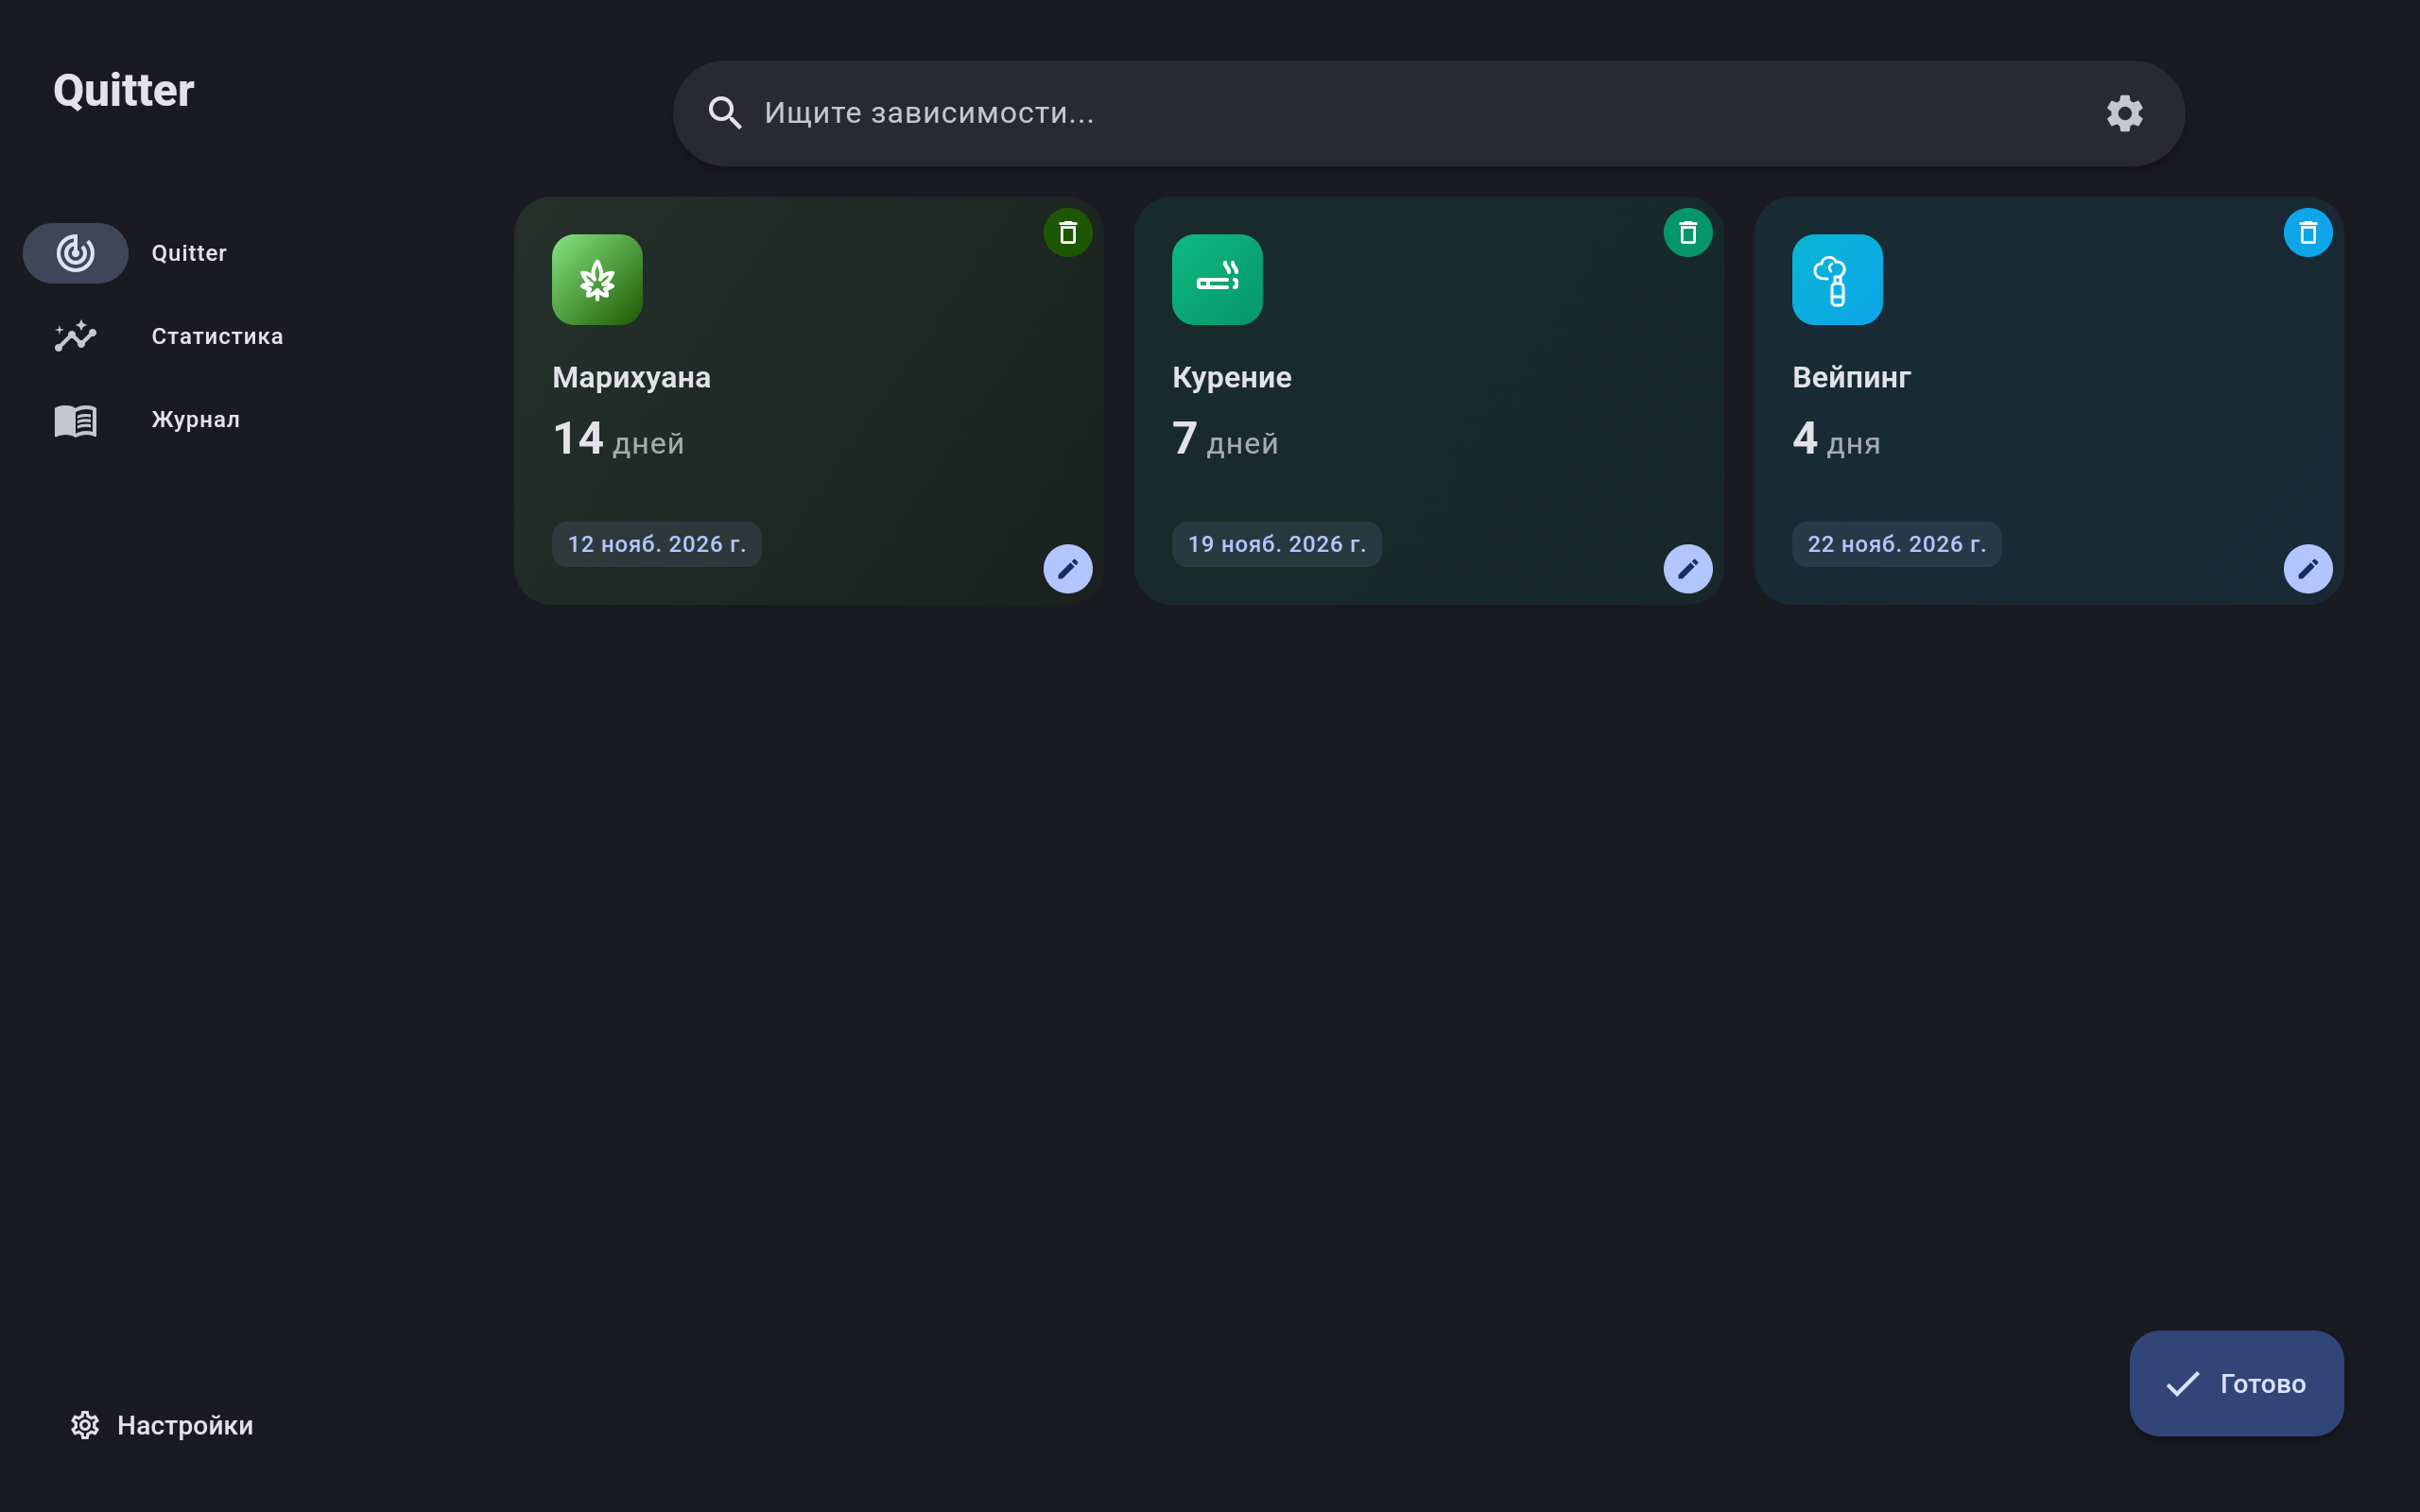 Quitter
Ищите зависимости...
Quitter
Статистика
Журнал
Марихуана
14 дней
12 нояб. 2026 г.
Курение
7 дней
19 нояб. 2026 г.
Вейпинг
4 дня
22 нояб. 2026 г.
Готово
Настройки